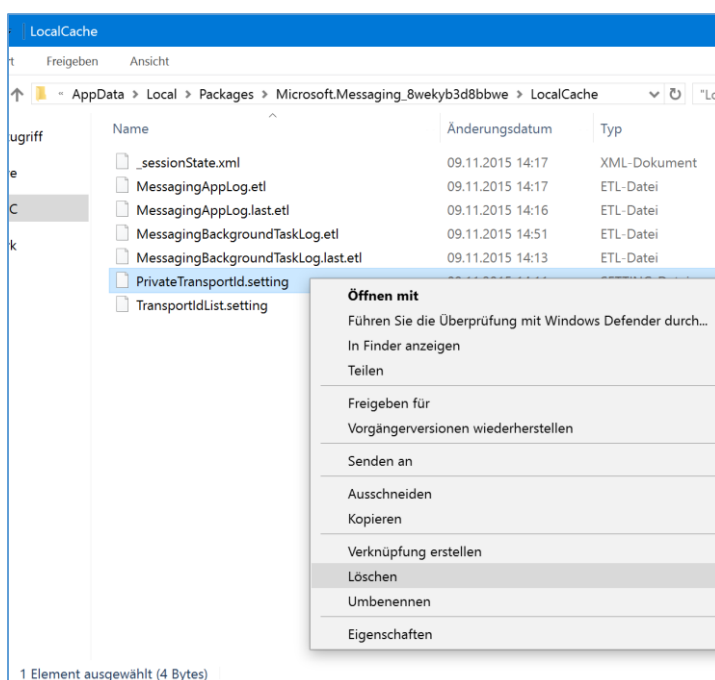 LocalCache
t Freigeben Ansicht
« AppData > Local > Packages > Microsoft.Messaging_8wekyb3d8bbwe > LocalCache "Lo
ugriff
e
C
rk
Name Änderungsdatum Typ
_sessionState.xml 09.11.2015 14:17 XML-Dokument
MessagingAppLog.etl 09.11.2015 14:17 ETL-Datei
MessagingAppLog.last.etl 09.11.2015 14:16 ETL-Datei
MessagingBackgroundTaskLog.etl 09.11.2015 14:51 ETL-Datei
MessagingBackgroundTaskLog.last.etl 09.11.2015 14:13 ETL-Datei
PrivateTransportId.setting
TransportIdList.setting
Öffnen mit
Führen Sie die Überprüfung mit Windows Defender durch...
In Finder anzeigen
Teilen
Freigeben für
Vorgängerversionen wiederherstellen
Senden an
Ausschneiden
Kopieren
Verknüpfung erstellen
Löschen
Umbenennen
Eigenschaften
1 Element ausgewählt (4 Bytes)